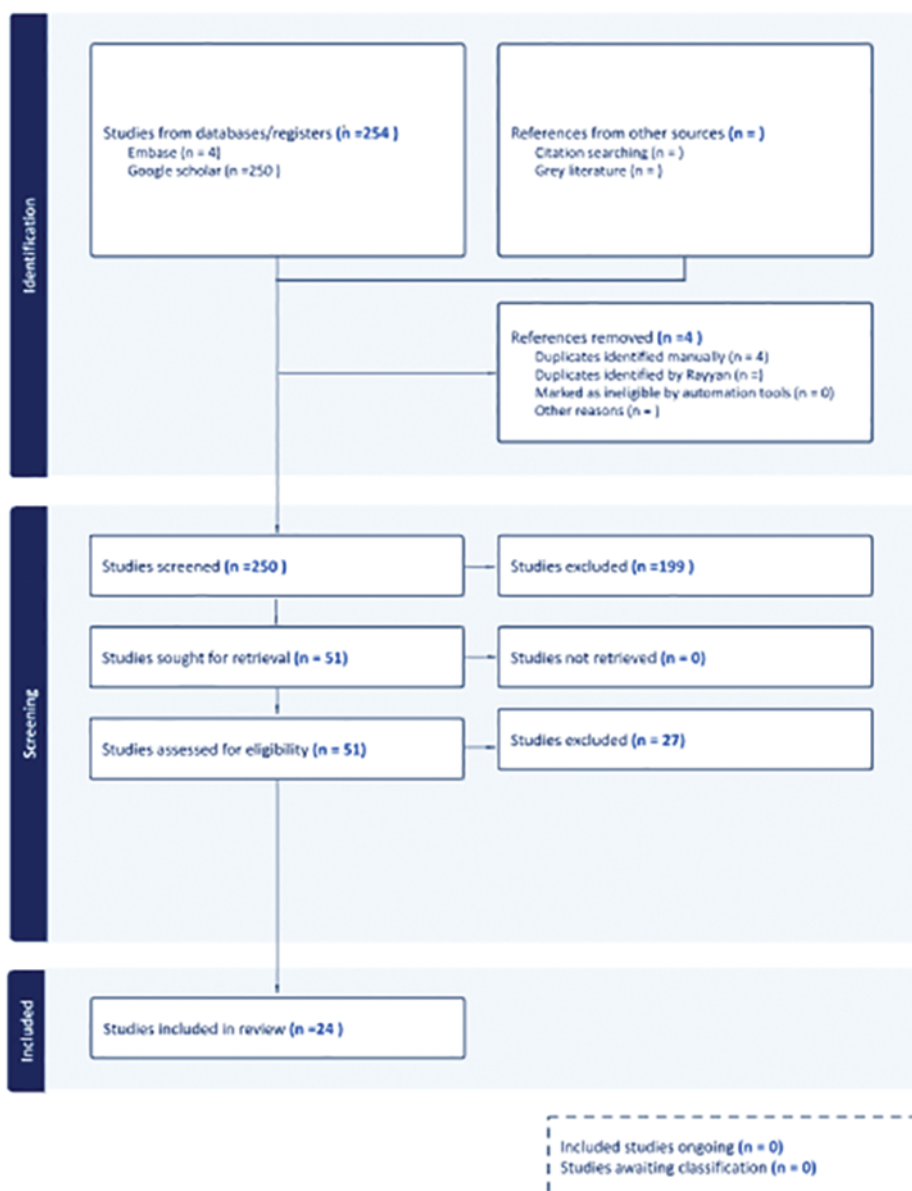 Identification
Studies from databases/registers (n =254 )
Embase (n = 4)
Google scholar (n =250 )
References from other sources (n = )
Citation searching (n = )
Grey literature (n = )
References removed (n =4 )
Duplicates identified manually (n = 4)
Duplicates identified by Rayyan (n =)
Marked as ineligible by automation tools (n = 0)
Other reasons (n = )
Screening
Studies screened (n =250 )
Studies excluded (n =199 )
Studies sought for retrieval (n = 51)
Studies not retrieved (n = 0)
Studies assessed for eligibility (n = 51)
Studies excluded (n = 27)
Included
Studies included in review (n =24 )
Included studies ongoing (n = 0)
Studies awaiting classification (n = 0)